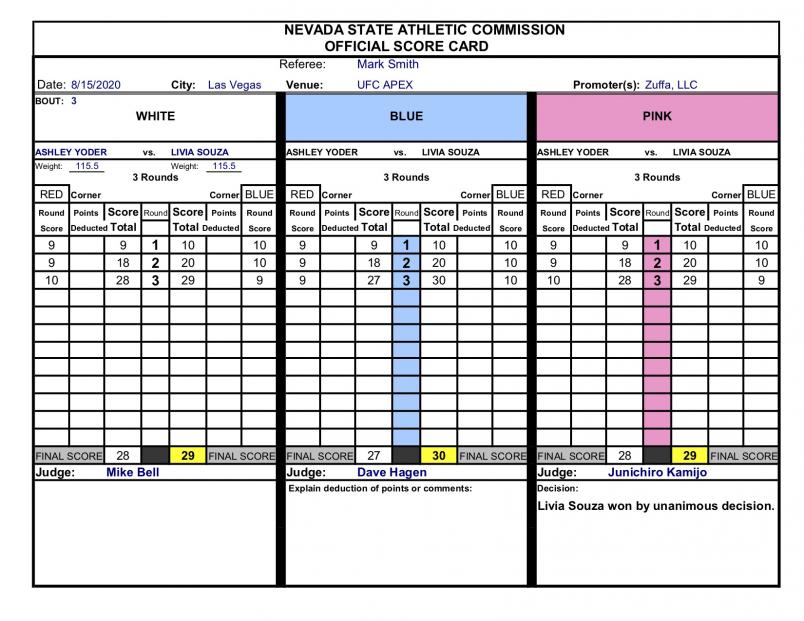 NEVADA STATE ATHLETIC COMMISSION
OFFICIAL SCORE CARD
Referee: Mark Smith
Date: 8/15/2020 City: Las Vegas Venue: UFC APEX Promoter(s): Zuffa, LLC
BOUT: 3
WHITE BLUE PINK
ASHLEY YODER vs. LIVIA SOUZA ASHLEY YODER vs. LIVIA SOUZA ASHLEY YODER vs. LIVIA SOUZA
Weight: 115.5 Weight: 115.5
3 Rounds 3 Rounds 3 Rounds
RED Corner Corner BLUE RED Corner Corner BLUE RED Corner Corner BLUE
Round Points Score Round Score Points Round Round Points Score Round Score Points Round Round Points Score Round Score Points Round
Score Deducted Total Total Deducted Score Score Deducted Total Total Deducted Score Score Deducted Total Total Deducted Score
9 9 1 10 10 9 9 1 10 10 9 9 1 10 10
9 18 2 20 10 9 18 2 20 10 9 18 2 20 10
10 28 3 29 9 9 27 3 30 10 10 28 3 29 9
FINAL SCORE 28 29 FINAL SCORE FINAL SCORE 27 30 FINAL SCORE FINAL SCORE 28 29 FINAL SCORE
Judge: Mike Bell Judge: Dave Hagen Judge: Junichiro Kamijo
Explain deduction of points or comments: Decision:
Livia Souza won by unanimous decision.